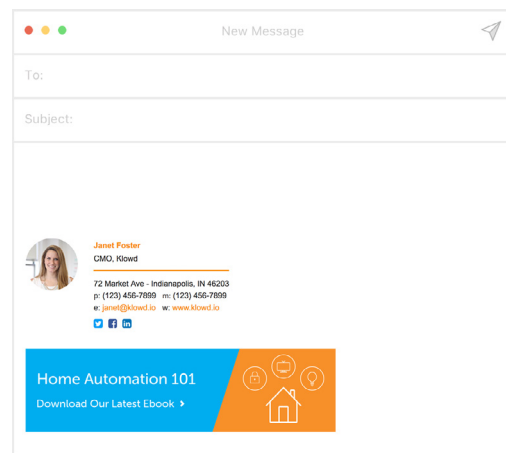 New Message
To:
Subject:
Janet Foster
CMO, Klowd
72 Market Ave - Indianapolis, IN 46203
p: (123) 456-7899 m: (123) 456-7899
e: janet@klowd.io w: www.klowd.io
Home Automation 101
Download Our Latest Ebook >